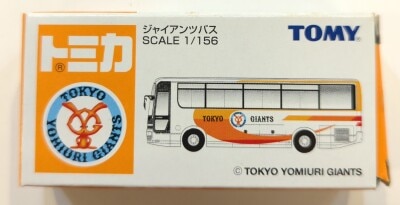 トミカ
®
ジャイアンツバス
SCALE 1/156
TOMY
TOKYO
YOMIURI GIANTS
TOKYO GIANTS
© TOKYO YOMIURI GIANTS